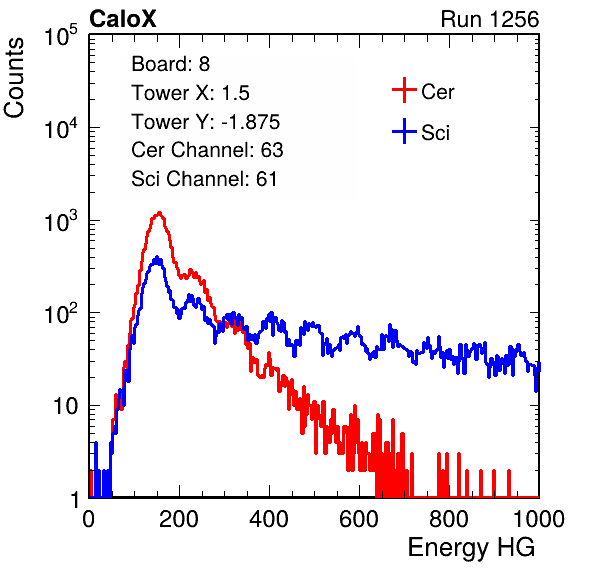 CaloX Run 1256
Counts
10^5
Board: 8
Tower X: 1.5
Tower Y: -1.875
Cer Channel: 63
Sci Channel: 61
Cer
Sci
10^4
10^3
10^2
10
1
0 200 400 600 800 1000
Energy HG